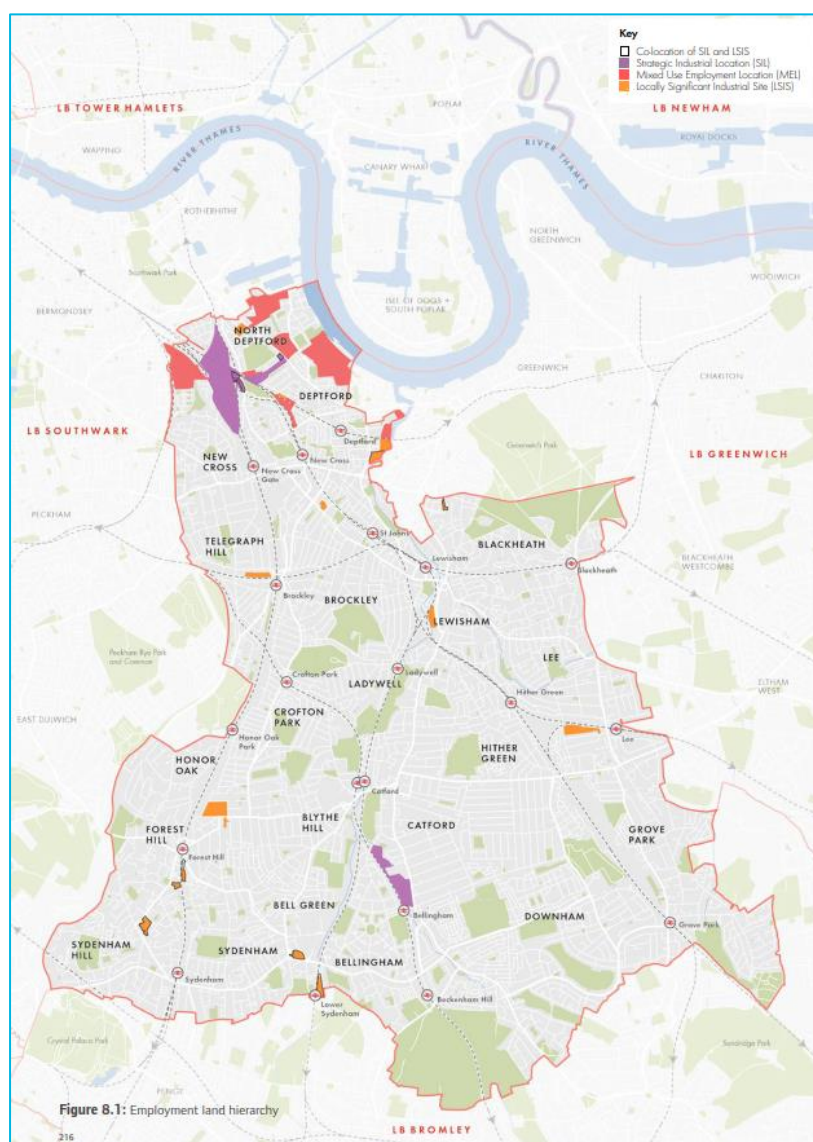 Key
Co-location of SIL and LSIS
Strategic Industrial Location (SIL)
Mixed Use Employment Location (MEL)
Locally Significant Industrial Site (LSIS)
LB TOWER HAMLETS
POPLAR
LB NEWHAM
ROYAL DOCKS
WAPPING
RIVER THAMES
CANARY WHARF
RIVER THAMES
ROTHERHITHE
NORTH
GREENWICH
Southwark Park
WOOLWICH
BERMONDSEY
ISLE OF DOGS +
SOUTH POPLAR
NORTH
DEPTFORD
GREENWICH
CHARLTON
DEPTFORD
LB SOUTHWARK
Deptford
Greenwich Park
NEW
CROSS
New Cross
LB GREENWICH
New Cross
Gate
PECKHAM
TELEGRAPH
HILL
St Johns
BLACKHEATH
Lewisham
Blackheath
BLACKHEATH
WESTCOMBE
Brockley
BROCKLEY
LEWISHAM
Peckham Rye Park
and Common
LEE
Crofton Park
LADYWELL
Ladywell
Hither Green
ELTHAM
WEST
EAST DULWICH
CROFTON
PARK
Honor Oak
Park
Lee
HONOR
OAK
HITHER
GREEN
Catford
BLYTHE
HILL
CATFORD
FOREST
HILL
Forest Hill
GROVE
PARK
BELL GREEN
Bellingham
DOWNHAM
Grove Park
SYDENHAM
HILL
SYDENHAM
BELLINGHAM
Sydenham
Lower
Sydenham
Beckenham Hill
Crystal Palace
Park
Sundridge Park
PENGE
Figure 8.1: Employment land hierarchy
LB BROMLEY
216